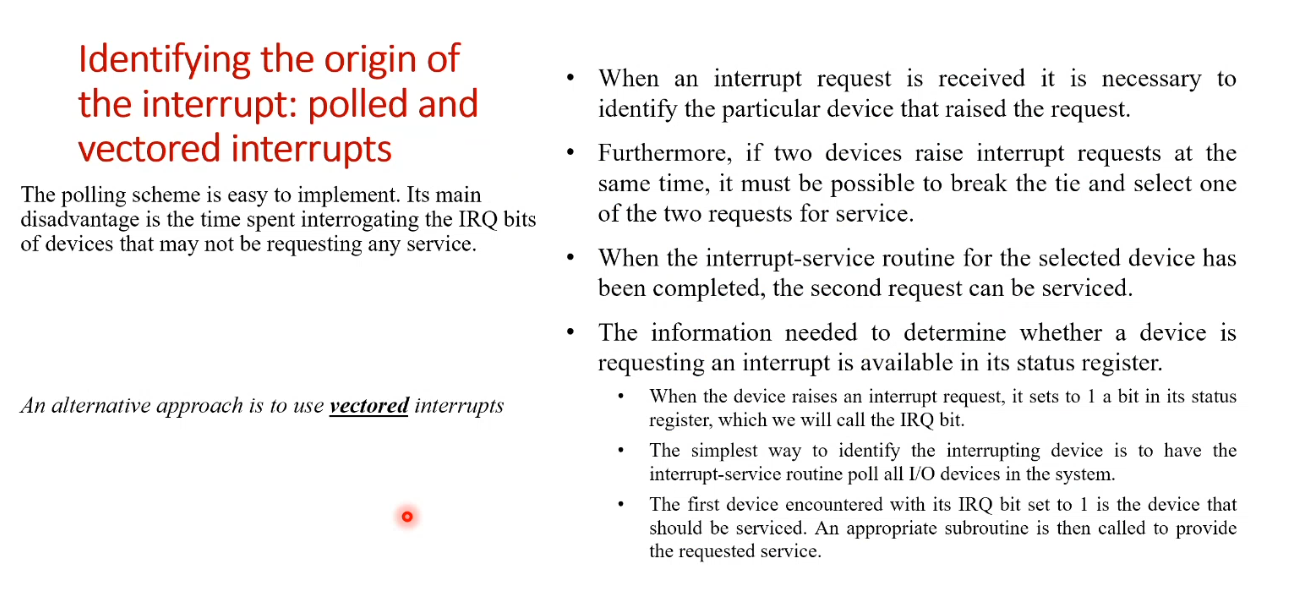 Identifying the origin of
the interrupt: polled and
vectored interrupts
The polling scheme is easy to implement. Its main
disadvantage is the time spent interrogating the IRQ bits
of devices that may not be requesting any service.
An alternative approach is to use vectored interrupts
• When an interrupt request is received it is necessary to
identify the particular device that raised the request.
• Furthermore, if two devices raise interrupt requests at the
same time, it must be possible to break the tie and select one
of the two requests for service.
• When the interrupt-service routine for the selected device has
been completed, the second request can be serviced.
• The information needed to determine whether a device is
requesting an interrupt is available in its status register.
• When the device raises an interrupt request, it sets to 1 a bit in its status
register, which we will call the IRQ bit.
• The simplest way to identify the interrupting device is to have the
interrupt-service routine poll all I/O devices in the system.
• The first device encountered with its IRQ bit set to 1 is the device that
should be serviced. An appropriate subroutine is then called to provide
the requested service.